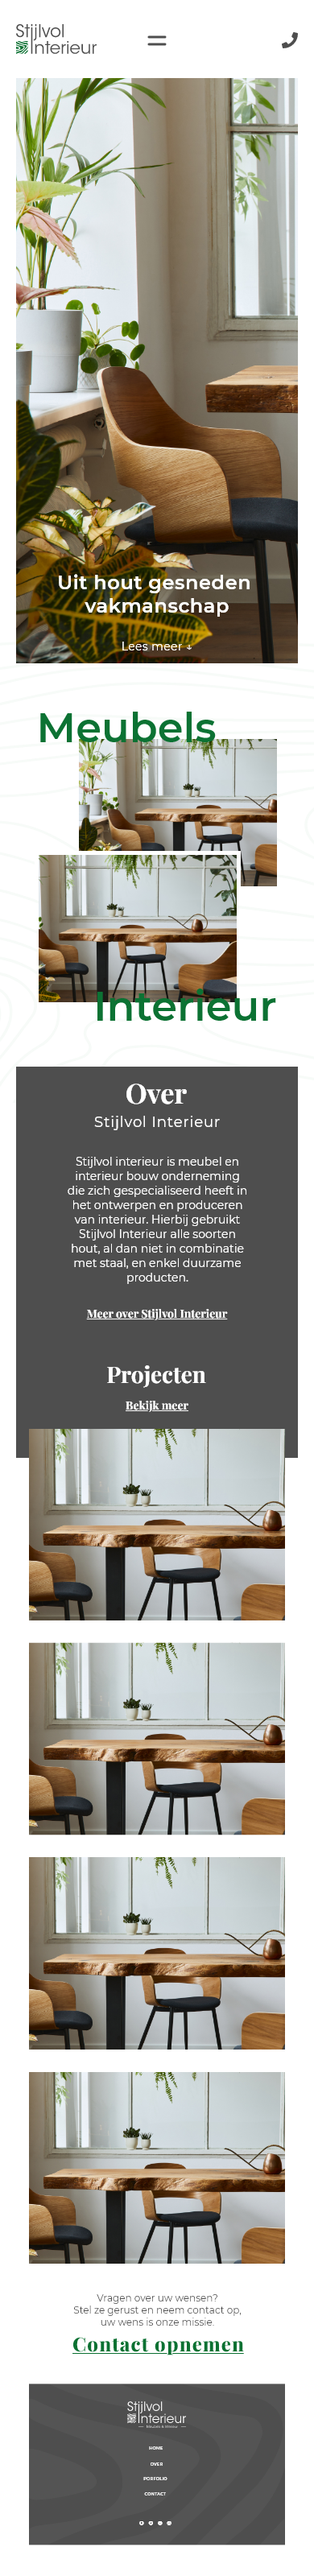 Stijlvol
Interieur
Uit hout gesneden
vakmanschap
Lees meer ↓
Meubels
Interieur
Over
Stijlvol Interieur
Stijlvol interieur is meubel en
interieur bouw onderneming
die zich gespecialiseerd heeft in
het ontwerpen en produceren
van interieur. Hierbij gebruikt
Stijlvol Interieur alle soorten
hout, al dan niet in combinatie
met staal, en enkel duurzame
producten.
Meer over Stijlvol Interieur
Projecten
Bekijk meer
Vragen over uw wensen?
Stel ze gerust en neem contact op,
uw wens is onze missie.
Contact opnemen
Stijlvol
Interieur
HOME
OVER
PORTFOLIO
CONTACT